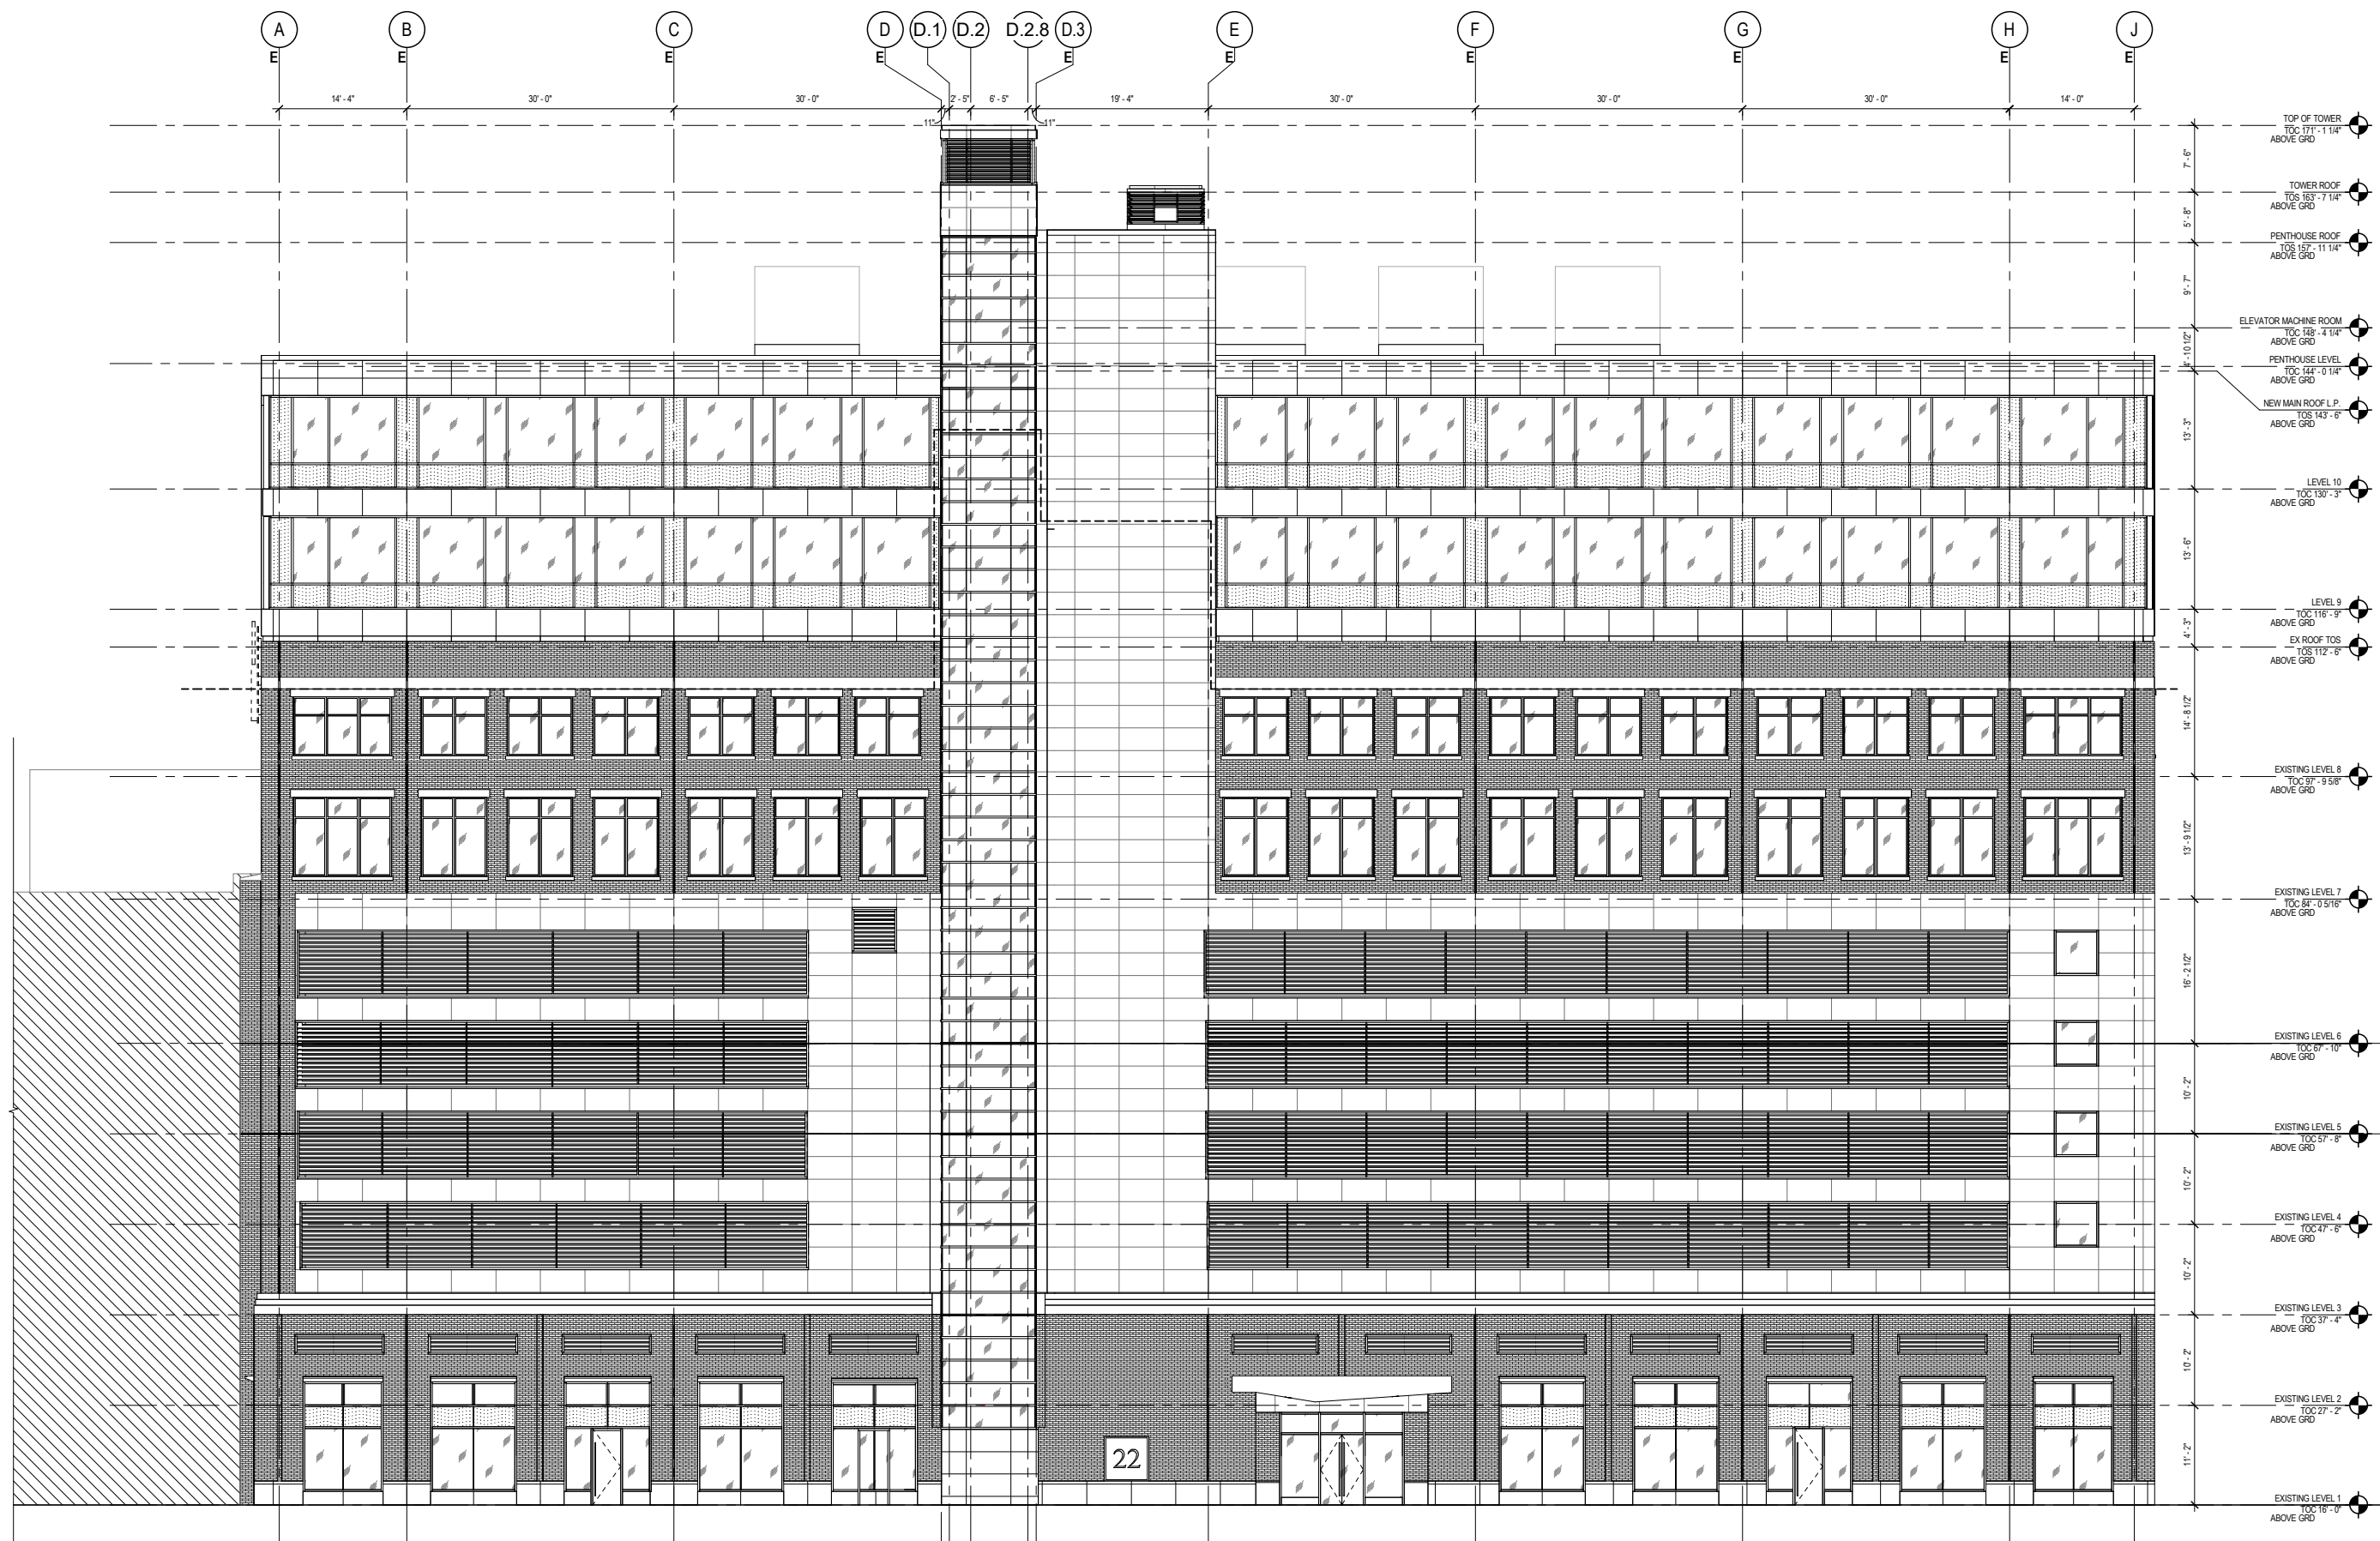 A B C D D.1 D.2 D.2.8 D.3 E F G H J
E E E E E E E E E
14' - 4" 30' - 0" 30' - 0" 2' - 5" 6' - 5" 19' - 4" 30' - 0" 30' - 0" 30' - 0" 14' - 0"
11" 11"
TOP OF TOWER
TOC 171' - 1 1/4"
ABOVE GRD
7' - 6"
TOWER ROOF
TOS 163' - 7 1/4"
ABOVE GRD
5' - 8"
PENTHOUSE ROOF
TOS 157' - 11 1/4"
ABOVE GRD
9' - 7"
ELEVATOR MACHINE ROOM
TOC 148' - 4 1/4"
ABOVE GRD
4' - 10 1/2"
PENTHOUSE LEVEL
TOC 144' - 0 1/4"
ABOVE GRD
NEW MAIN ROOF L.P.
TOS 143' - 6"
ABOVE GRD
13' - 3"
LEVEL 10
TOC 130' - 3"
ABOVE GRD
13' - 6"
LEVEL 9
TOC 116' - 9"
ABOVE GRD
4' - 3"
EX ROOF TOS
TOS 112' - 6"
ABOVE GRD
14' - 8 1/2"
EXISTING LEVEL 8
TOC 97' - 9 5/8"
ABOVE GRD
13' - 9 1/2"
EXISTING LEVEL 7
TOC 84' - 0 5/16"
ABOVE GRD
16' - 2 1/2"
EXISTING LEVEL 6
TOC 67' - 10"
ABOVE GRD
10' - 2"
EXISTING LEVEL 5
TOC 57' - 8"
ABOVE GRD
10' - 2"
EXISTING LEVEL 4
TOC 47' - 6"
ABOVE GRD
10' - 2"
EXISTING LEVEL 3
TOC 37' - 4"
ABOVE GRD
10' - 2"
EXISTING LEVEL 2
TOC 27' - 2"
ABOVE GRD
22
11' - 2"
EXISTING LEVEL 1
TOC 16' - 0"
ABOVE GRD